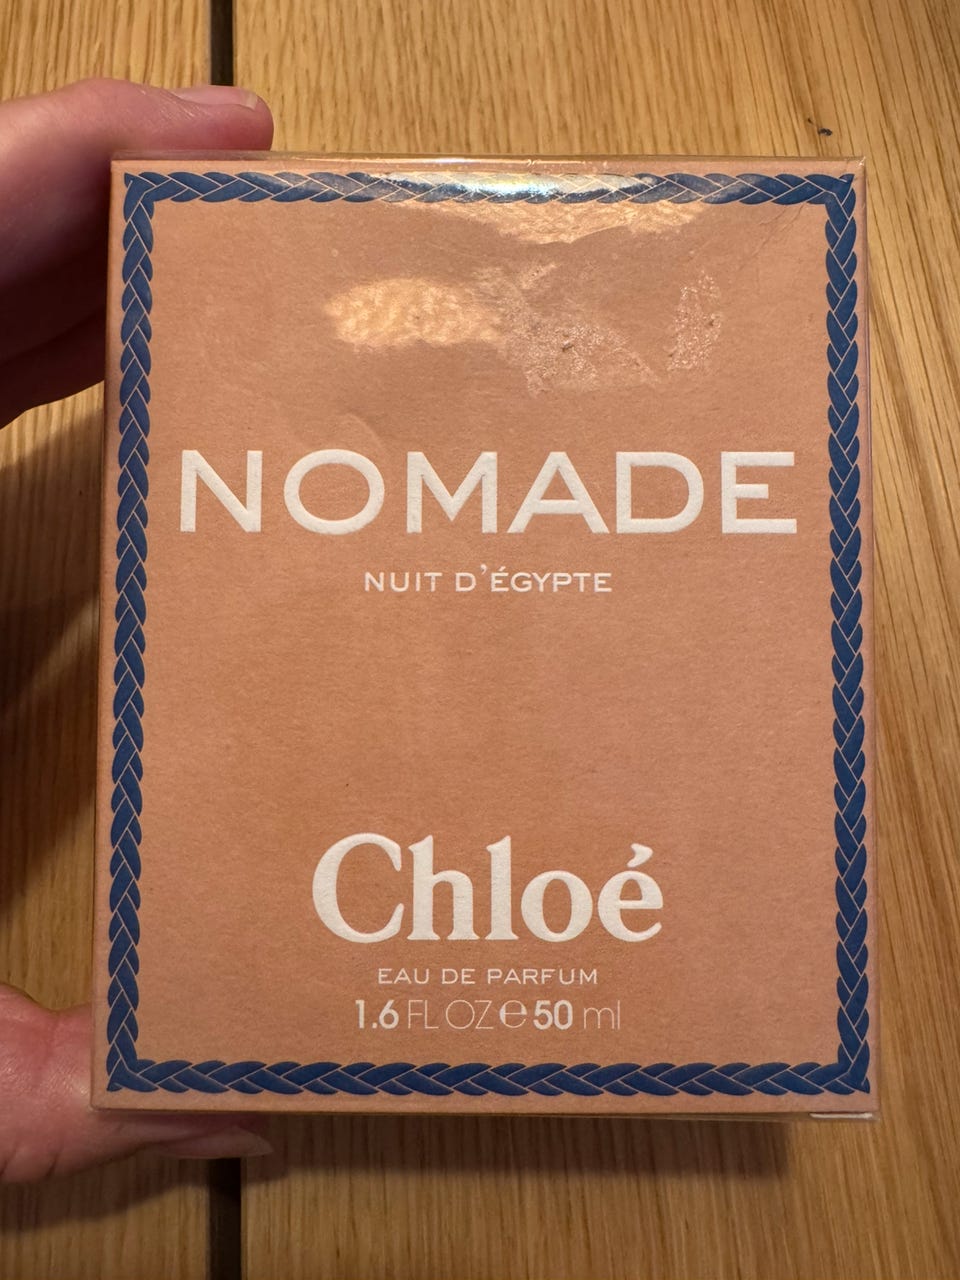 NOMADE
NUIT D'ÉGYPTE
Chloé
EAU DE PARFUM
1.6 FL OZ ℮ 50 ml